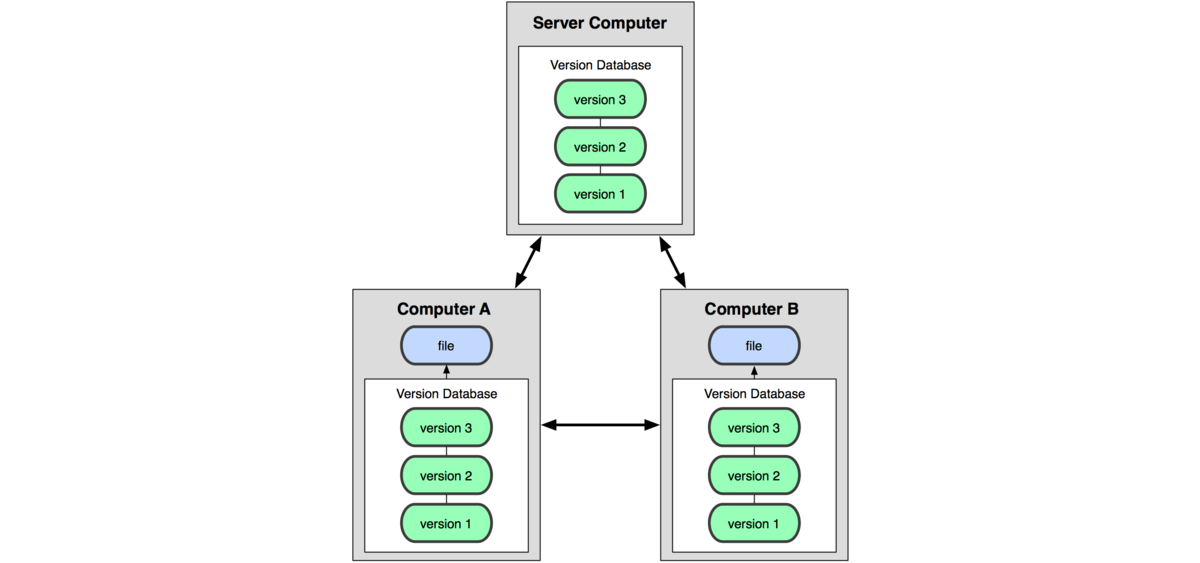 Server Computer
Version Database
version 3
version 2
version 1
Computer A
file
Version Database
version 3
version 2
version 1
Computer B
file
Version Database
version 3
version 2
version 1